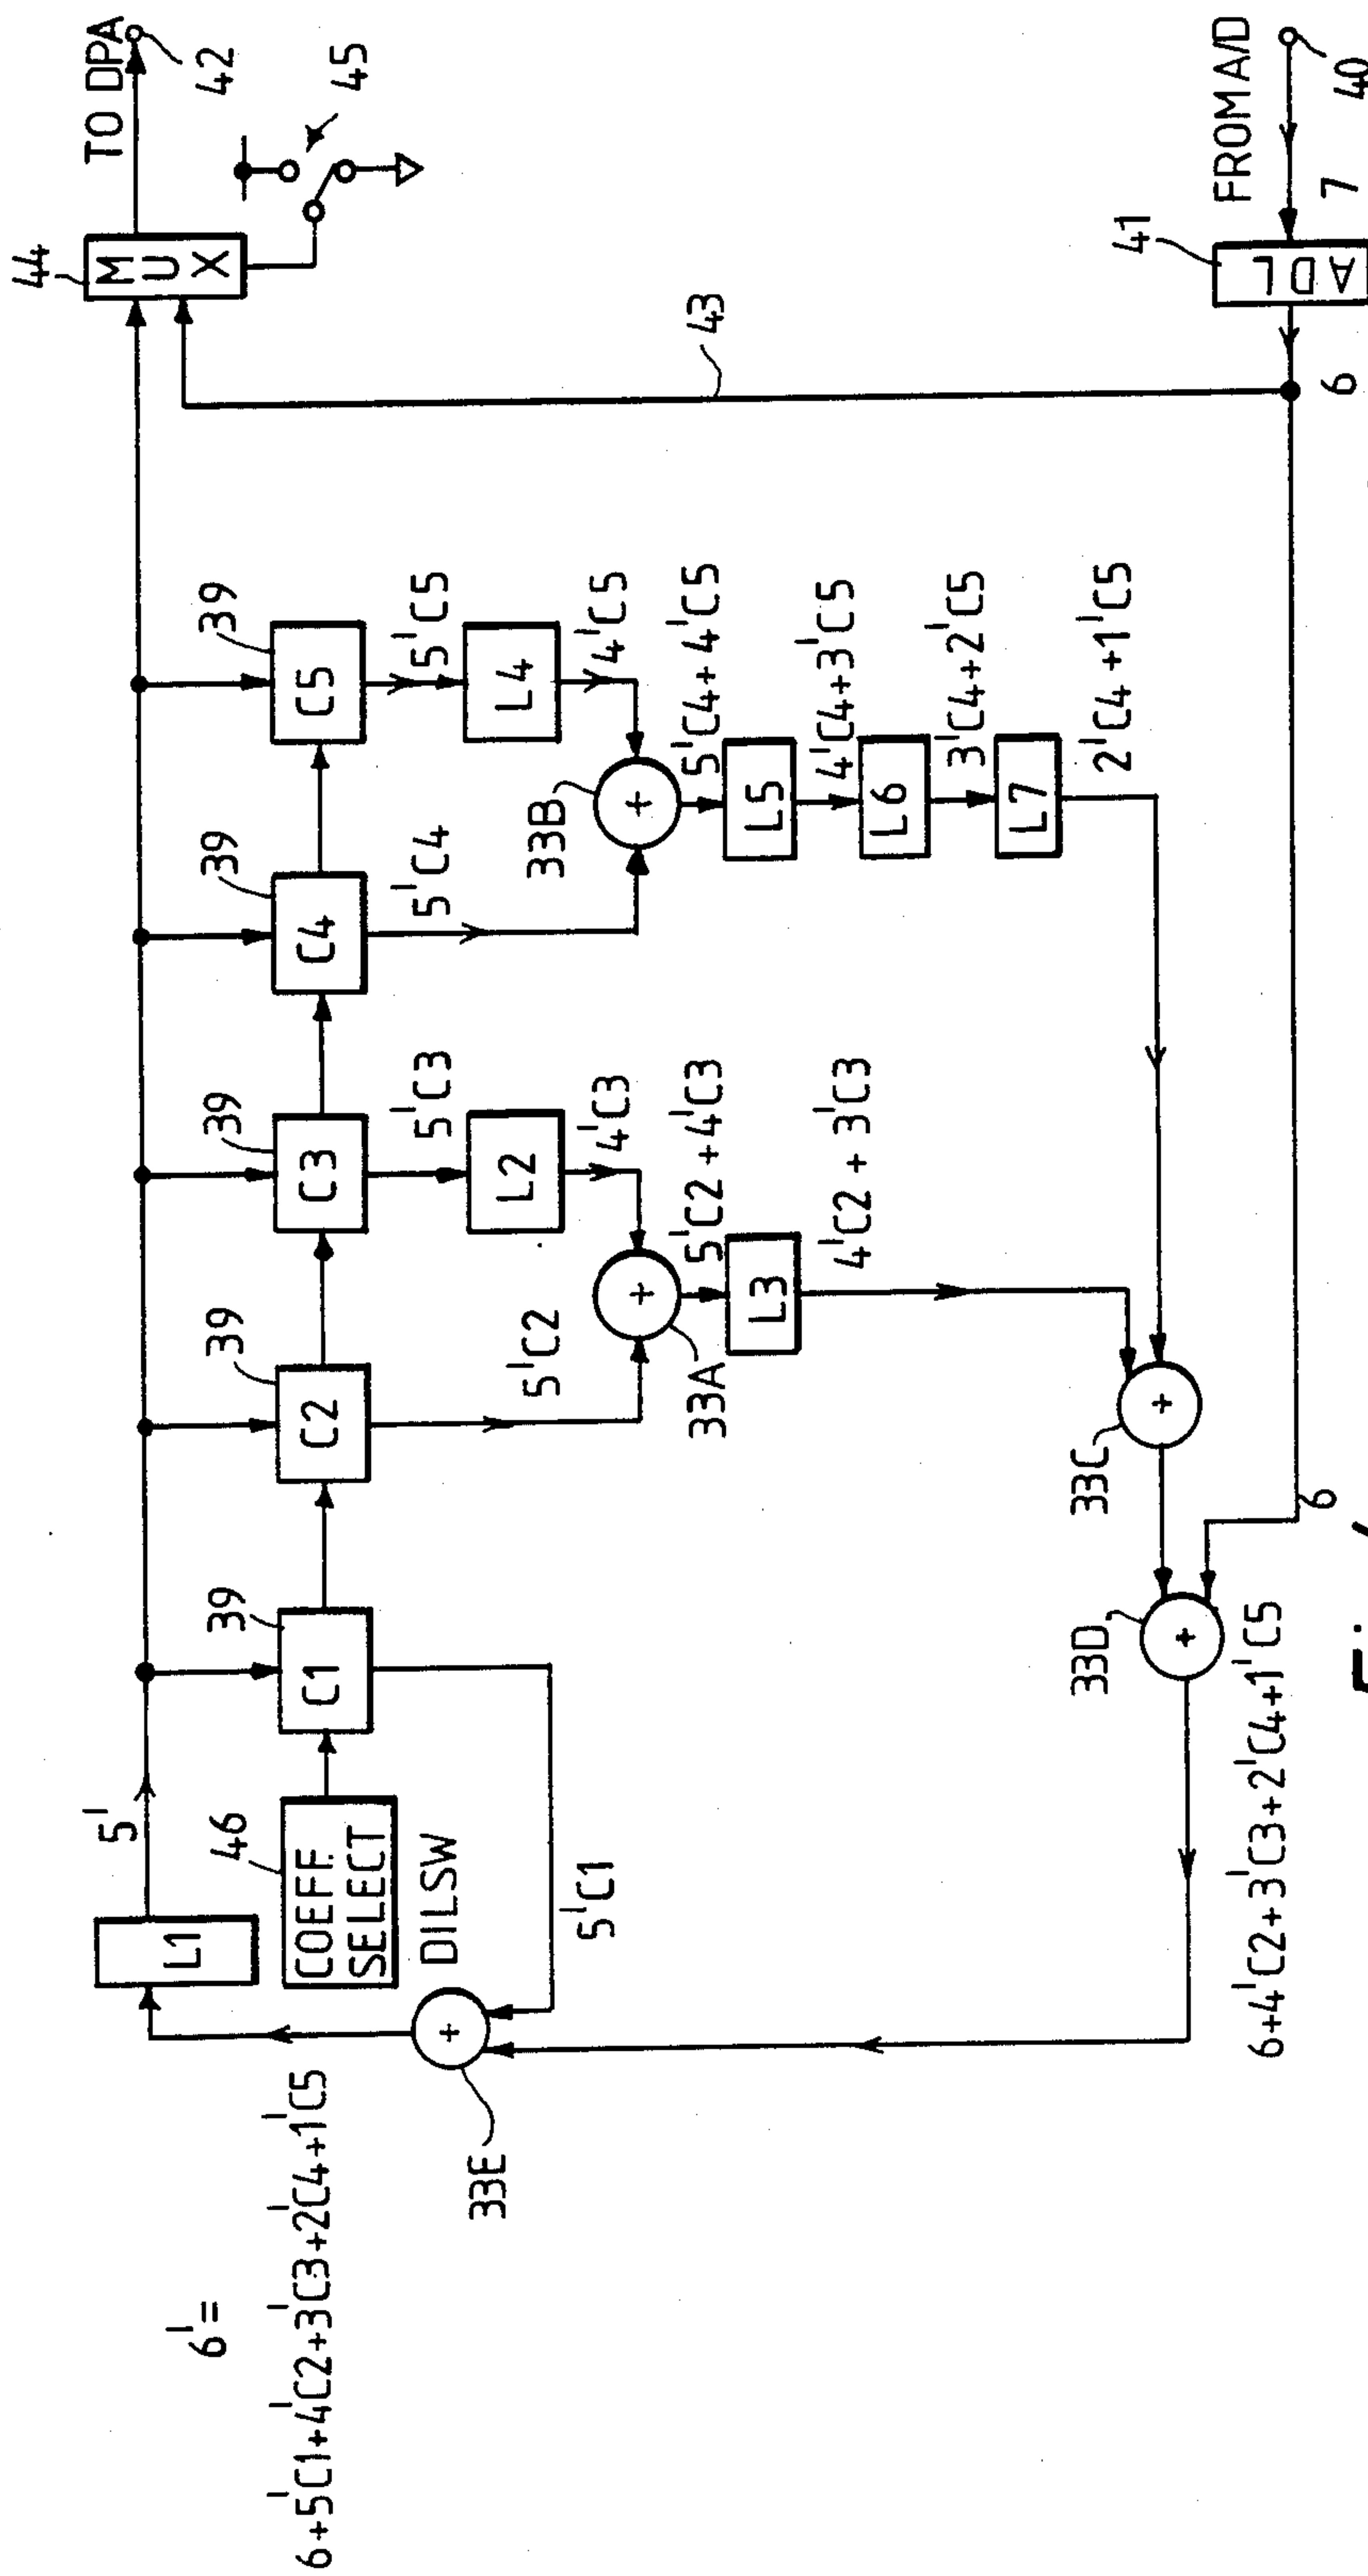 TO DPA
42
44
MUX
45
43
FROM A/D
40
41
ADL
7
6
5'
L1
46
COEFF.
SELECT
DILSW
39
C1
39
C2
39
C3
39
C4
39
C5
5'C1
5'C2
5'C3
L2
4'C3
33A
5'C2+4'C3
L3
4'C2+3'C3
5'C4
5'C5
L4
4'C5
33B
5'C4+4'C5
L5
4'C4+3'C5
L6
3'C4+2'C5
L7
2'C4+1'C5
33C
33D
6
6+4'C2+3'C3+2'C4+1'C5
33E
6'=
6+5'C1+4'C2+3'C3+2'C4+1'C5